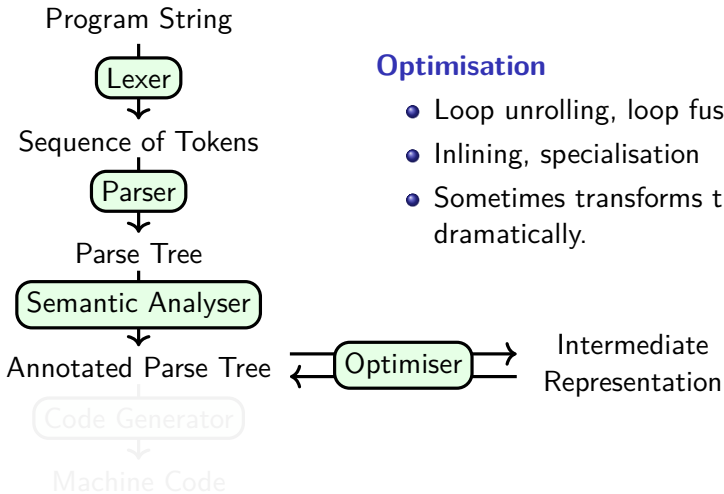 Program String
Lexer
Sequence of Tokens
Parser
Parse Tree
Semantic Analyser
Annotated Parse Tree
Code Generator
Machine Code
Optimisation
Loop unrolling, loop fus
Inlining, specialisation
Sometimes transforms t
dramatically.
Optimiser
Intermediate
Representation